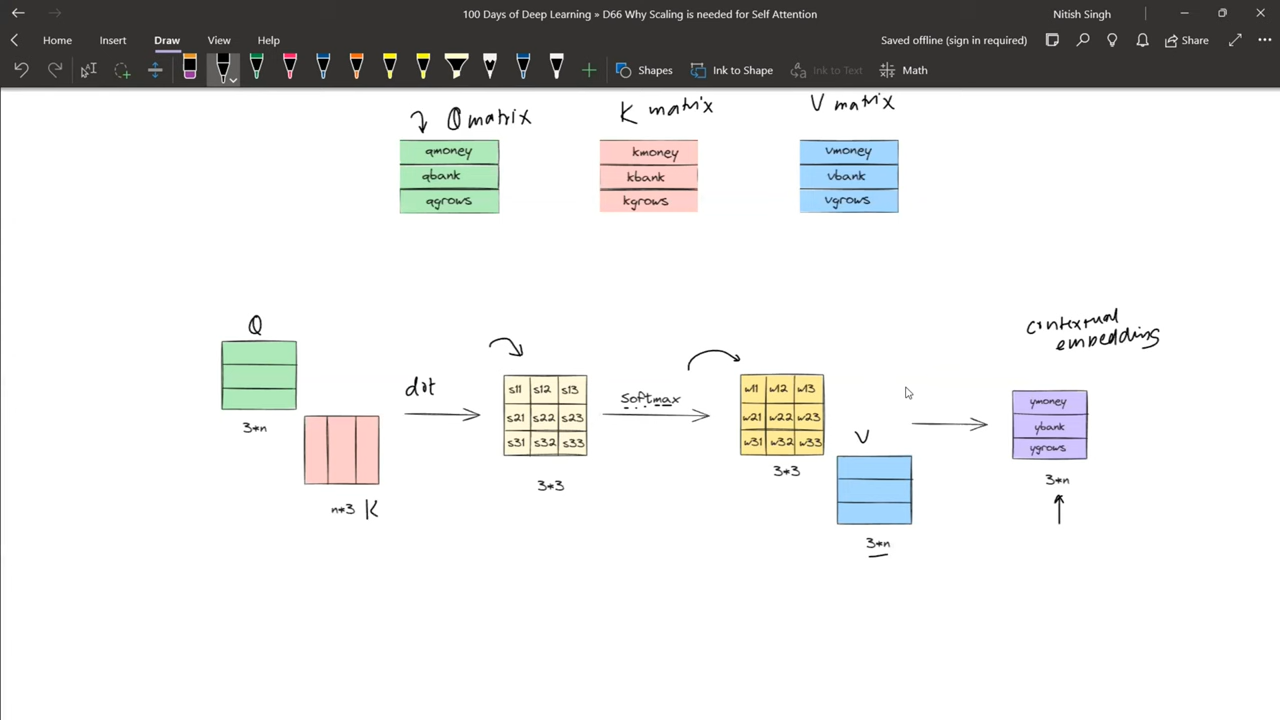 100 Days of Deep Learning » D66 Why Scaling is needed for Self Attention
Nitish Singh
Home Insert Draw View Help
Saved offline (sign in required)
Share
Shapes
Ink to Shape
Ink to Text
Math
Q matrix
K matrix
V matrix
qmoney
kmoney
vmoney
qbank
kbank
vbank
qgrows
kgrows
vgrows
Q
3*n
n*3 K
dot
s11 s12 s13
s21 s22 s23
s31 s32 s33
3*3
softmax
w11 w12 w13
w21 w22 w23
w31 w32 w33
3*3
V
3*n
contextual
embedding
ymoney
ybank
ygrows
3*n